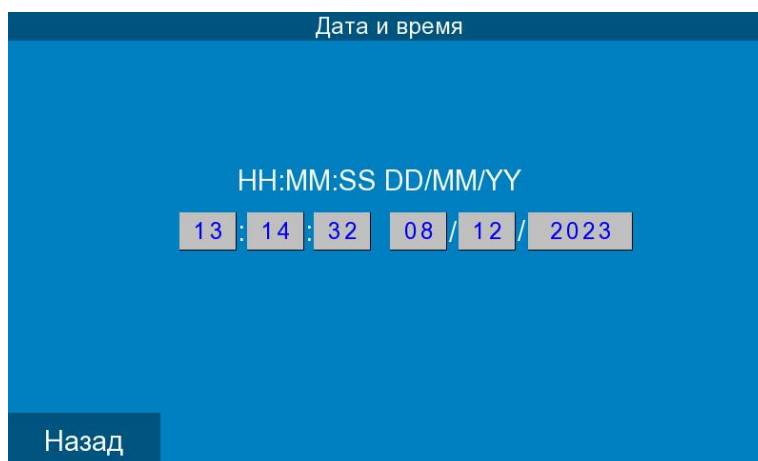 Дата и время
HH:MM:SS DD/MM/YY
13 : 14 : 32 08 / 12 / 2023
Назад